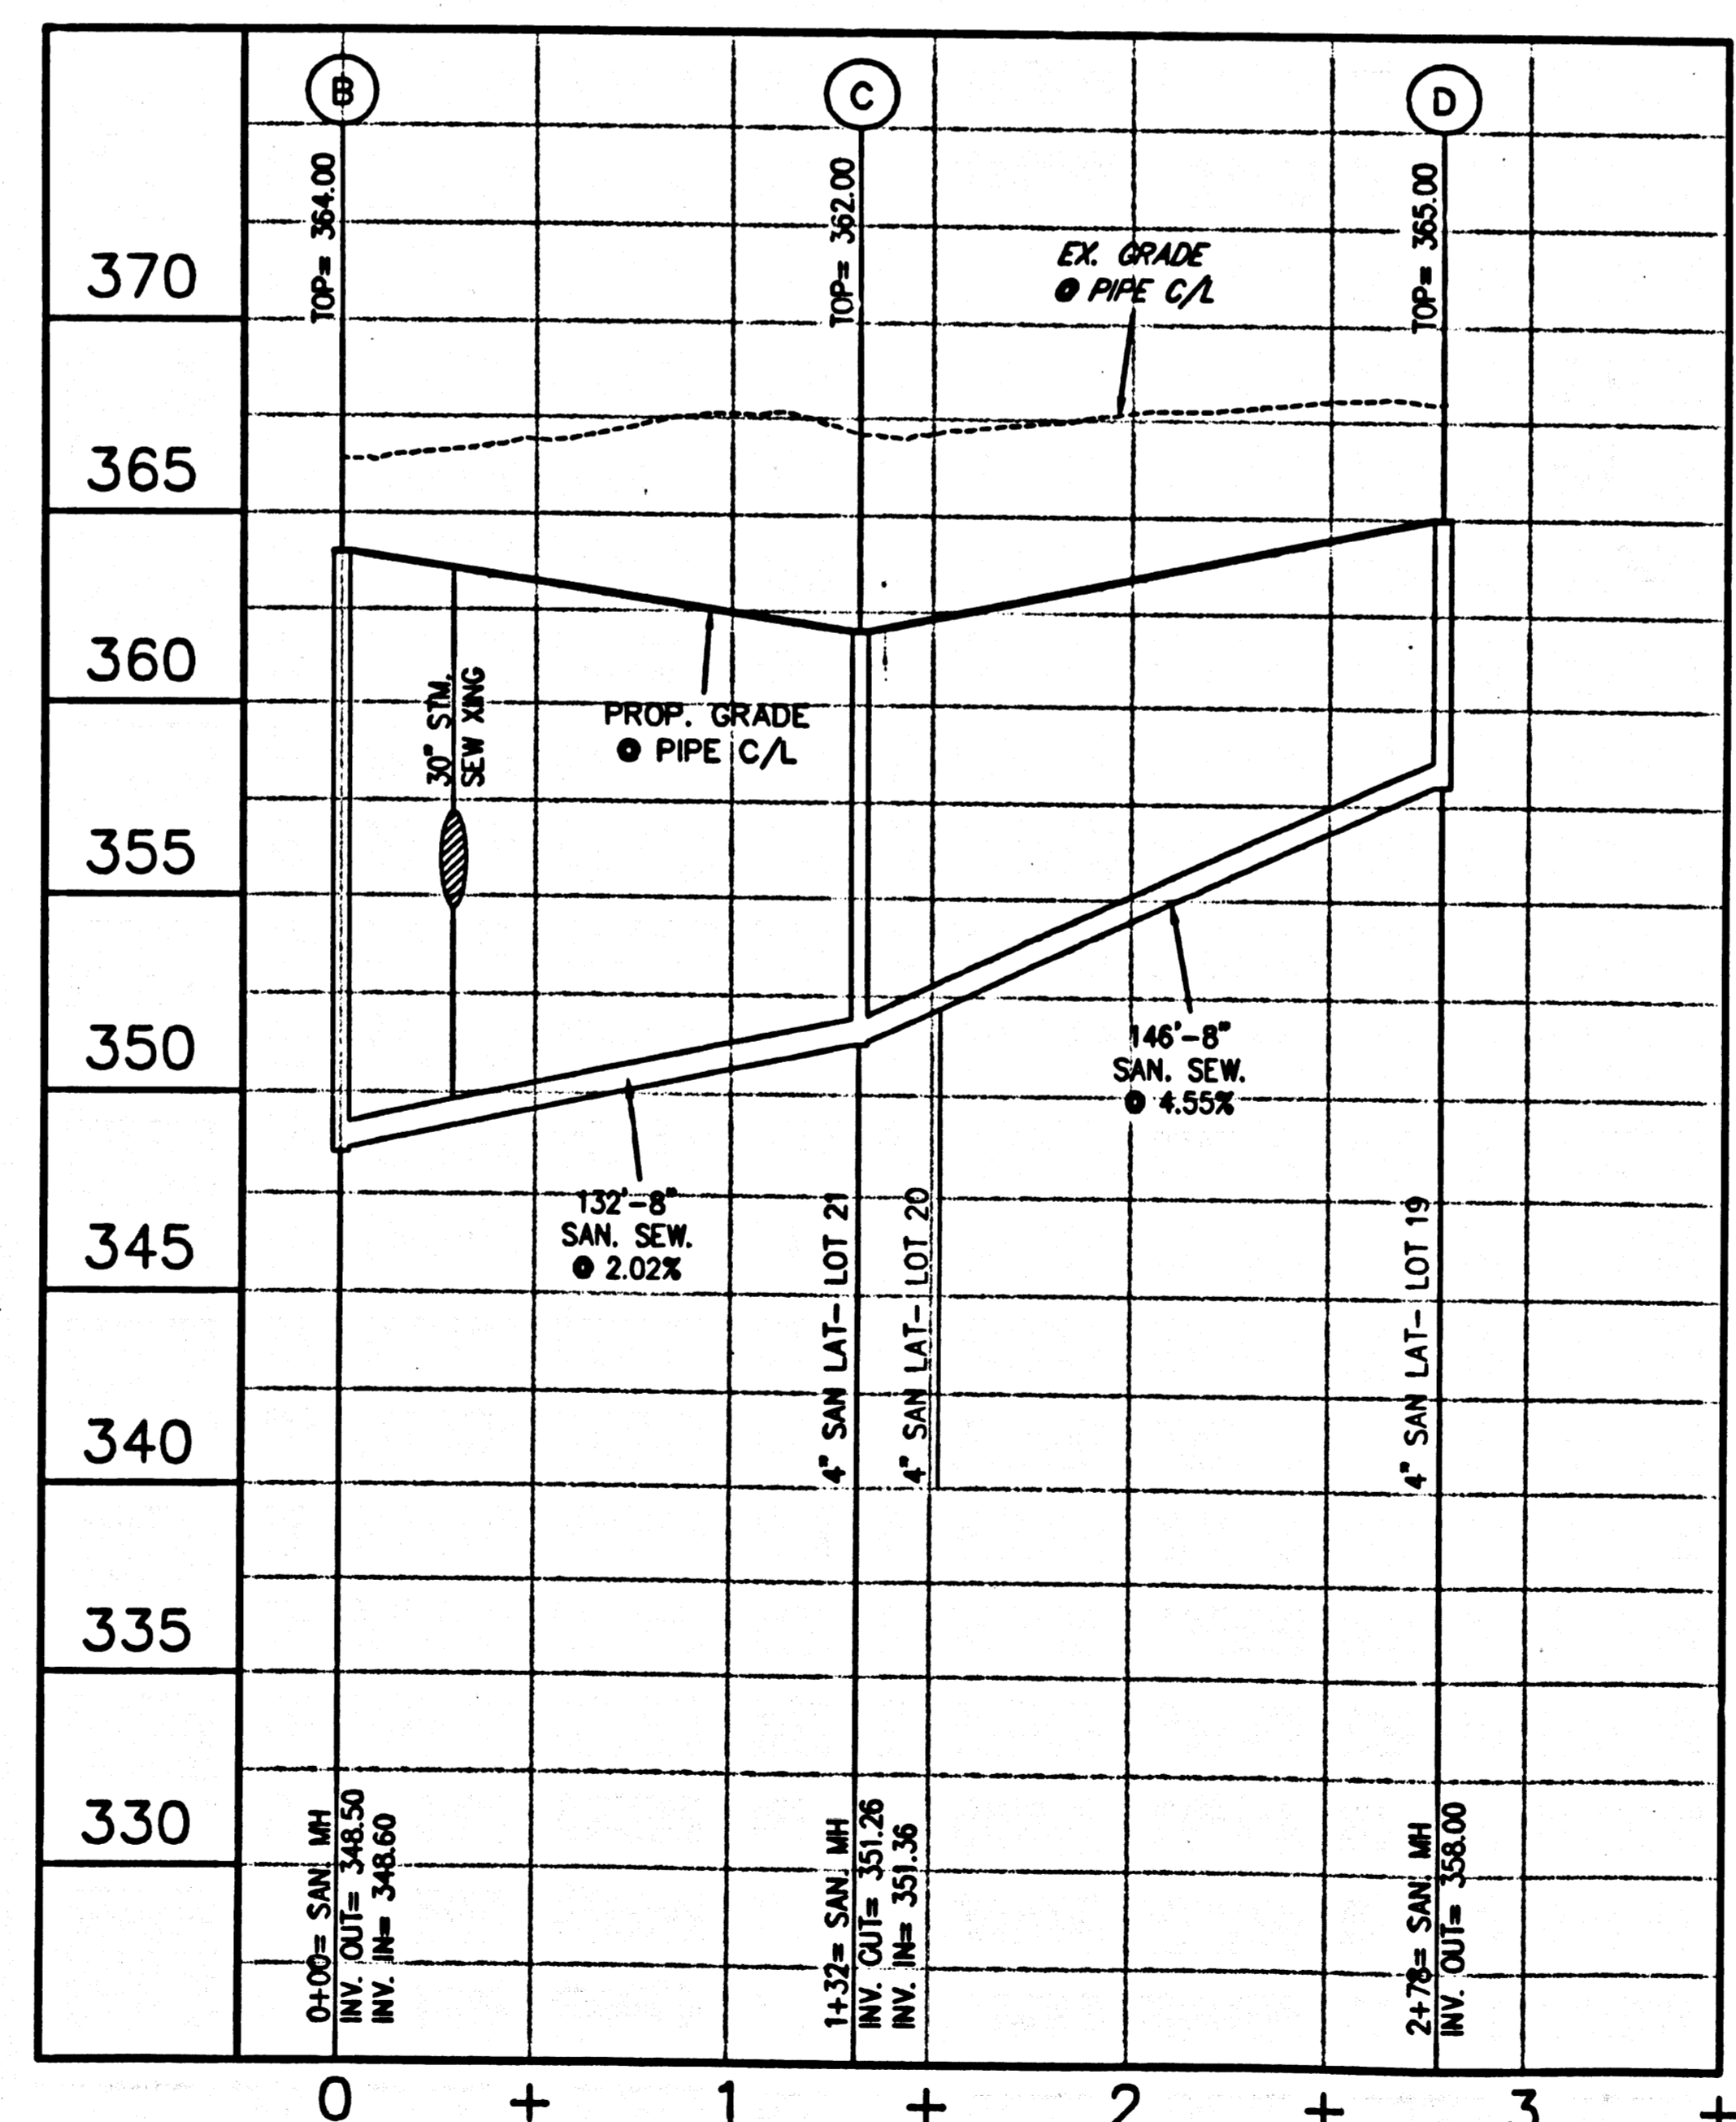 B
C
D
TOP= 364.00
TOP= 362.00
TOP= 365.00
EX. GRADE
@ PIPE C/L
370
365
360
355
350
345
340
335
330
30" STM.
SEW XING
PROP. GRADE
@ PIPE C/L
146'-8"
SAN. SEW.
@ 4.55%
132'-8"
SAN. SEW.
@ 2.02%
4" SAN LAT- LOT 21
4" SAN LAT- LOT 20
4" SAN LAT- LOT 19
0+00= SAN. MH
INV. OUT= 348.50
INV. IN= 348.60
1+32= SAN. MH
INV. OUT= 351.26
INV. IN= 351.36
2+78= SAN. MH
INV. OUT= 358.00
0 + 1 + 2 + 3 +